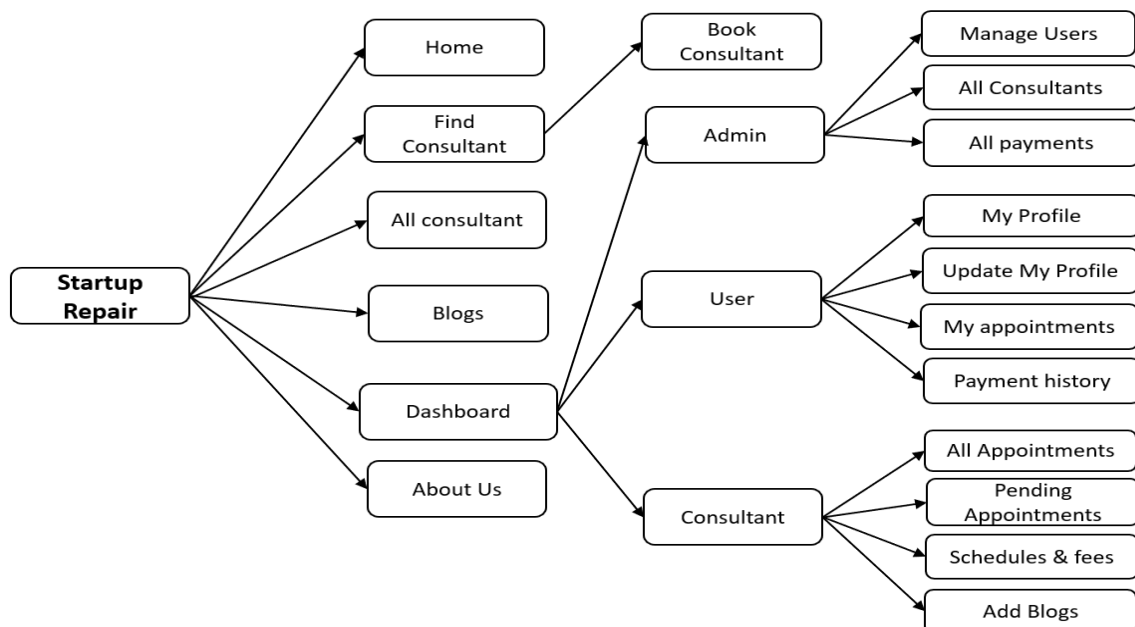 Startup
Repair
Home
Find
Consultant
All consultant
Blogs
Dashboard
About Us
Book
Consultant
Admin
User
Consultant
Manage Users
All Consultants
All payments
My Profile
Update My Profile
My appointments
Payment history
All Appointments
Pending
Appointments
Schedules & fees
Add Blogs